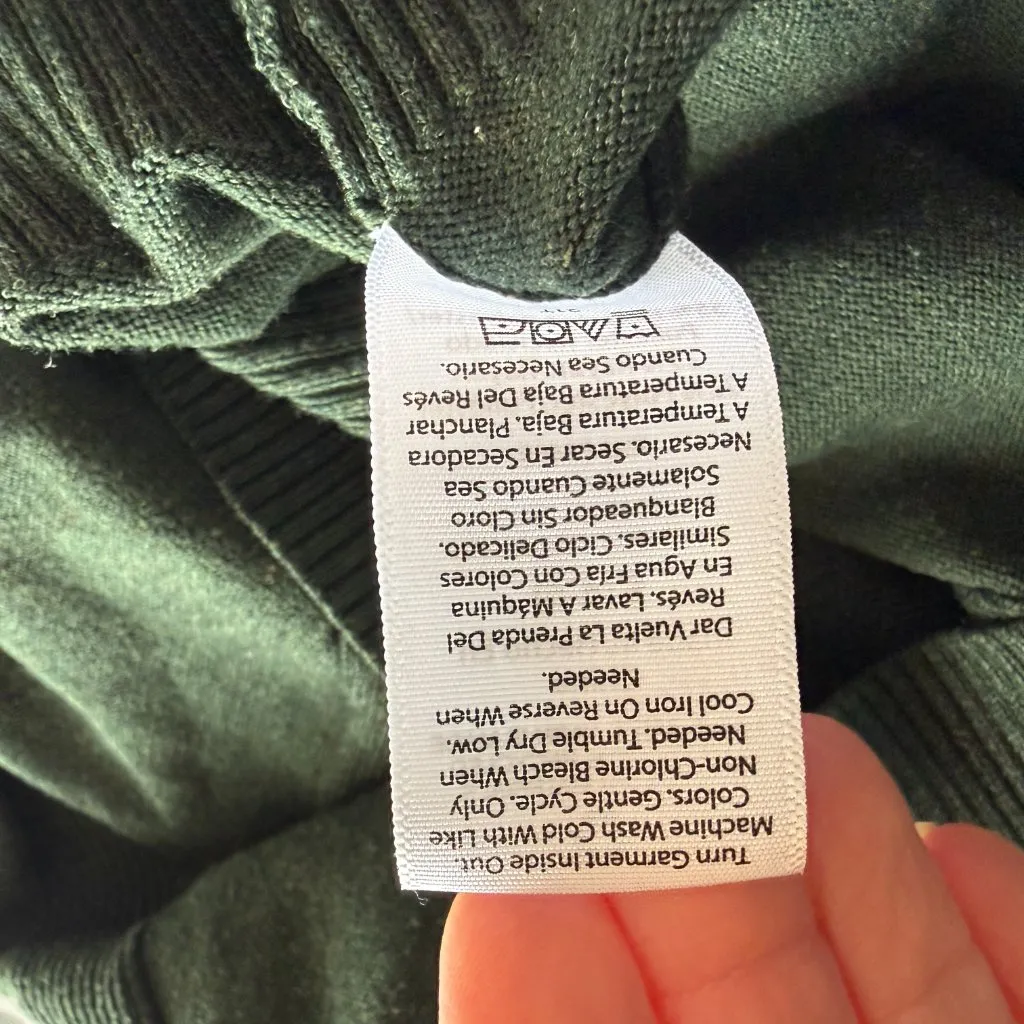 Turn Garment Inside Out.
Machine Wash Cold With Like
Colors. Gentle Cycle. Only
Non-Chlorine Bleach When
Needed. Tumble Dry Low.
Cool Iron On Reverse When
Needed.
Dar Vuelta La Prenda Del
Revés. Lavar A Máquina
En Agua Fría Con Colores
Similares. Ciclo Delicado.
Blanqueador Sin Cloro
Solamente Cuando Sea
Necesario. Secar En Secadora
A Temperatura Baja. Planchar
A Temperatura Baja Del Revés
Cuando Sea Necesario.